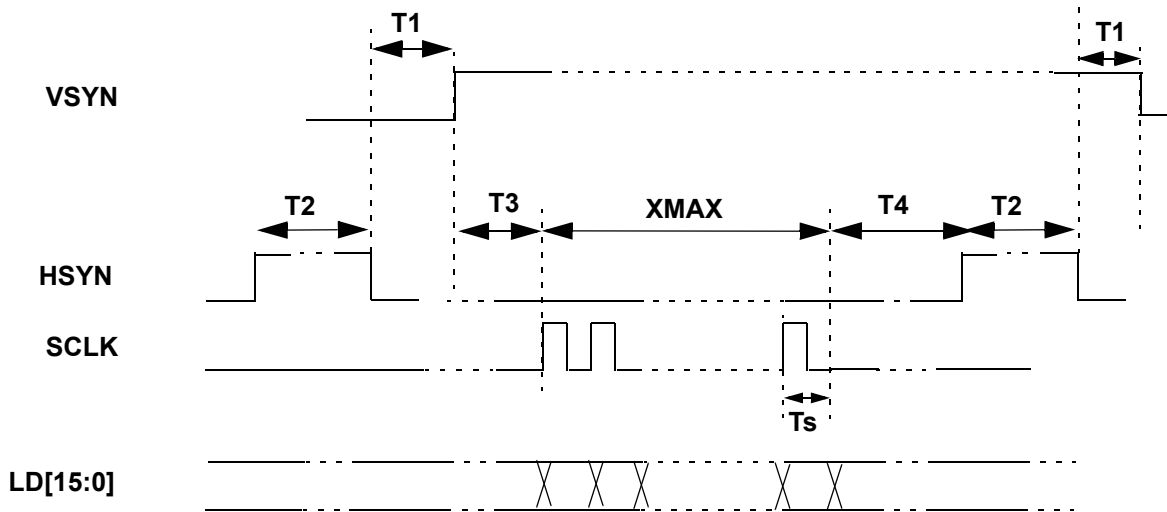 T1
T1
VSYN
T2
T3
XMAX
T4
T2
HSYN
SCLK
Ts
LD[15:0]